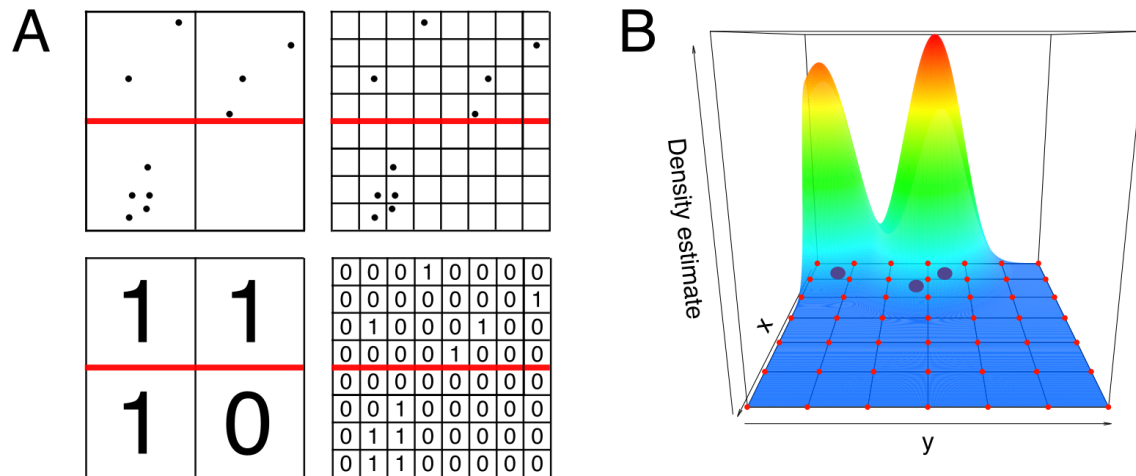 A
1 1
1 0
0 0 0 1 0 0 0 0
0 0 0 0 0 0 0 1
0 1 0 0 0 1 0 0
0 0 0 0 1 0 0 0
0 0 0 0 0 0 0 0
0 0 1 0 0 0 0 0
0 1 1 0 0 0 0 0
0 1 1 0 0 0 0 0
B
Density estimate
x
y